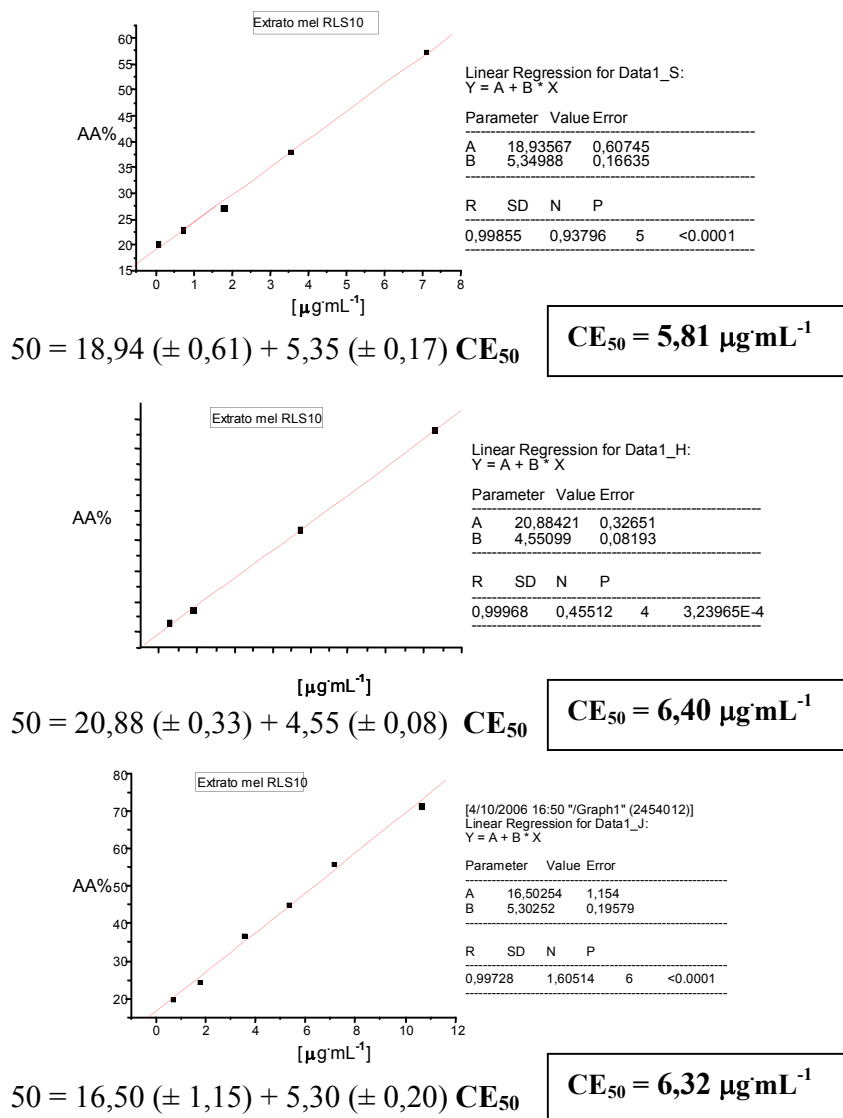 Extrato mel RLS10
60
55
50
45
AA%
40
35
30
25
20
15
0 1 2 3 4 5 6 7 8
[µg·mL⁻¹]
Linear Regression for Data1_S:
Y = A + B * X
Parameter Value Error
A 18,93567 0,60745
B 5,34988 0,16635
R SD N P
0,99855 0,93796 5 <0.0001
50 = 18,94 (± 0,61) + 5,35 (± 0,17) CE₅₀
CE₅₀ = 5,81 µg·mL⁻¹
Extrato mel RLS10
AA%
[µg·mL⁻¹]
Linear Regression for Data1_H:
Y = A + B * X
Parameter Value Error
A 20,88421 0,32651
B 4,55099 0,08193
R SD N P
0,99968 0,45512 4 3,23965E-4
50 = 20,88 (± 0,33) + 4,55 (± 0,08) CE₅₀
CE₅₀ = 6,40 µg·mL⁻¹
Extrato mel RLS10
80
70
60
AA%
50
40
30
20
0 2 4 6 8 10 12
[µg·mL⁻¹]
[4/10/2006 16:50 "/Graph1" (2454012)]
Linear Regression for Data1_J:
Y = A + B * X
Parameter Value Error
A 16,50254 1,154
B 5,30252 0,19579
R SD N P
0,99728 1,60514 6 <0.0001
50 = 16,50 (± 1,15) + 5,30 (± 0,20) CE₅₀
CE₅₀ = 6,32 µg·mL⁻¹